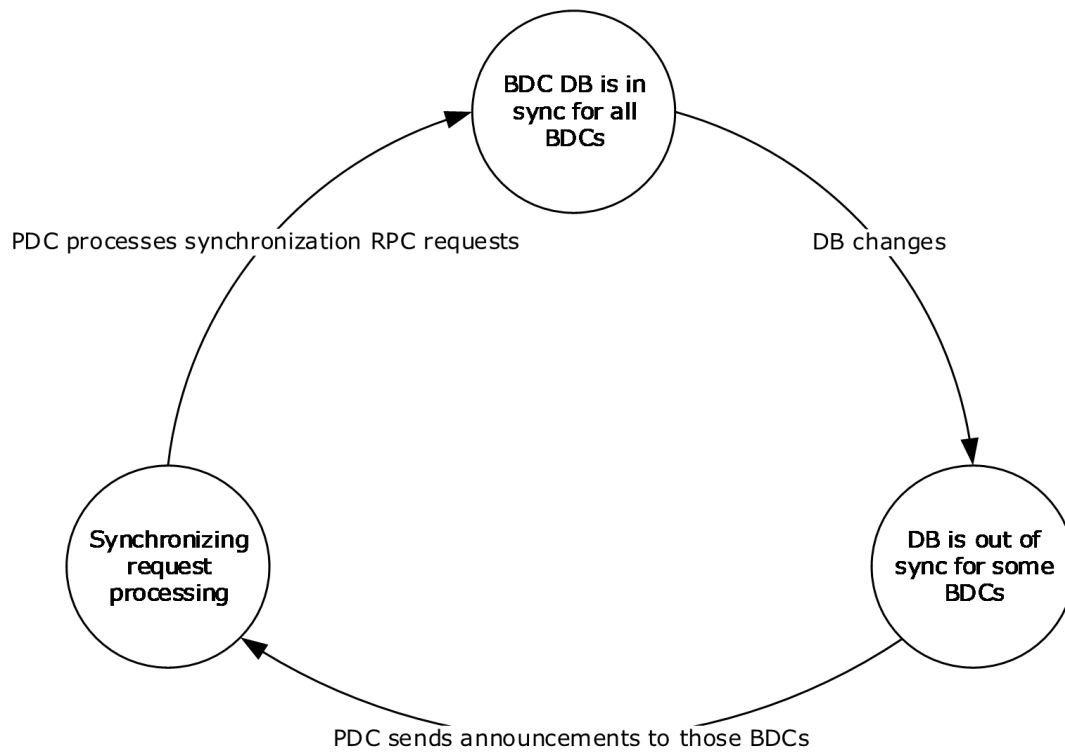 BDC DB is in
sync for all
BDCs
PDC processes synchronization RPC requests
DB changes
Synchronizing
request
processing
DB is out of
sync for some
BDCs
PDC sends announcements to those BDCs